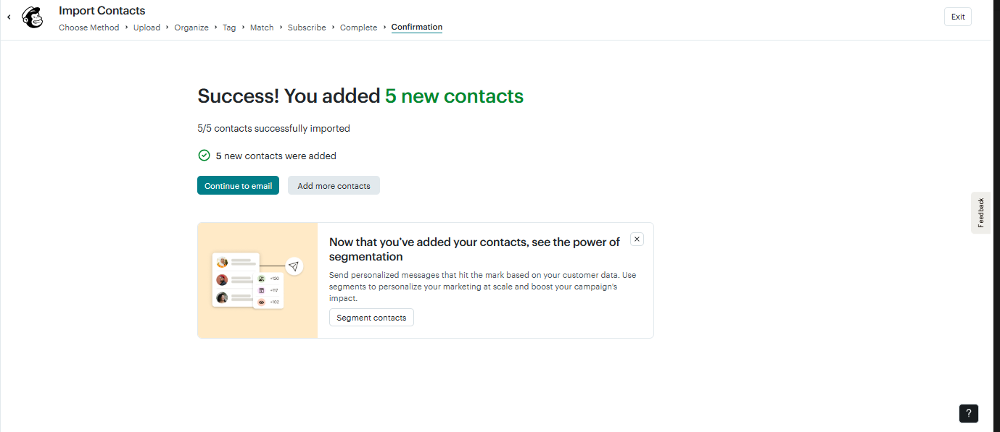 Import Contacts
Exit
Choose Method › Upload › Organize › Tag › Match › Subscribe › Complete › Confirmation
Success! You added 5 new contacts
5/5 contacts successfully imported
5 new contacts were added
Continue to email
Add more contacts
Feedback
Now that you've added your contacts, see the power of
segmentation
Send personalized messages that hit the mark based on your customer data. Use
segments to personalize your marketing at scale and boost your campaign's
impact.
Segment contacts
+120
+117
+102
?